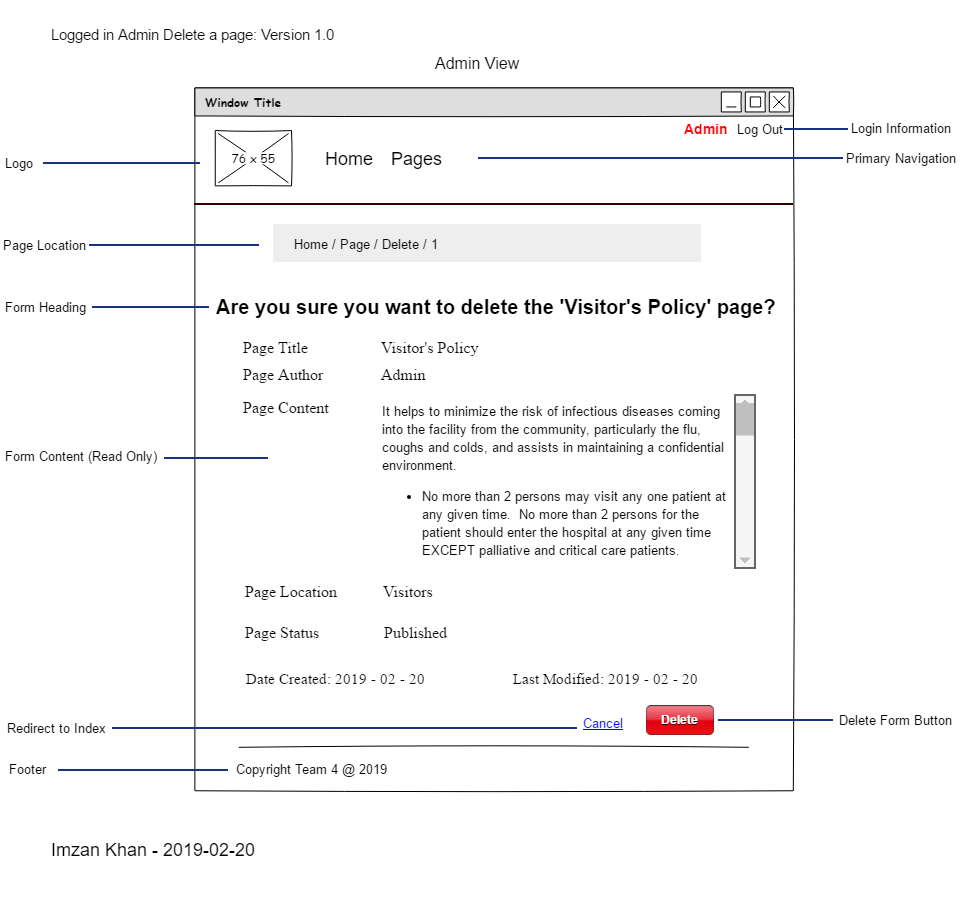 Logged in Admin Delete a page: Version 1.0
Admin View
Window Title
Admin Log Out
Login Information
Logo
76 x 55
Home Pages
Primary Navigation
Page Location
Home / Page / Delete / 1
Form Heading
Are you sure you want to delete the 'Visitor's Policy' page?
Page Title Visitor's Policy
Page Author Admin
Page Content
It helps to minimize the risk of infectious diseases coming
into the facility from the community, particularly the flu,
coughs and colds, and assists in maintaining a confidential
environment.
Form Content (Read Only)
• No more than 2 persons may visit any one patient at
any given time.  No more than 2 persons for the
patient should enter the hospital at any given time
EXCEPT palliative and critical care patients.
Page Location Visitors
Page Status Published
Date Created: 2019 - 02 - 20 Last Modified: 2019 - 02 - 20
Redirect to Index
Cancel Delete
Delete Form Button
Footer
Copyright Team 4 @ 2019
Imzan Khan - 2019-02-20